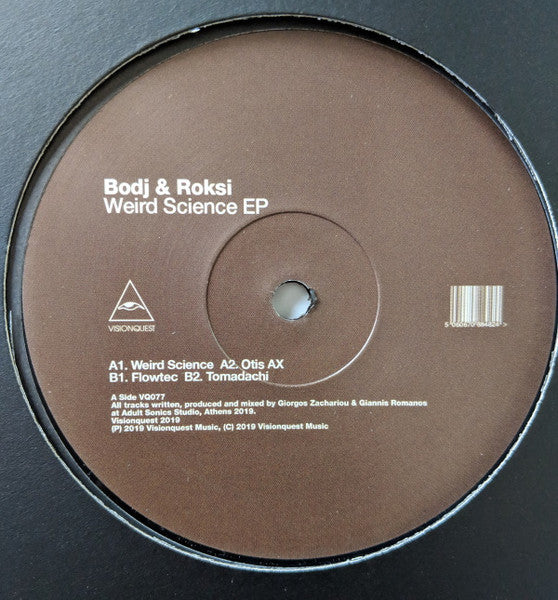 Bodj & Roksi
Weird Science EP
VISIONQUEST
A1. Weird Science A2. Otis AX
B1. Flowtec B2. Tomadachi
A Side VQ077
All tracks written, produced and mixed by Giorgos Zachariou & Giannis Romanos
at Adult Sonics Studio, Athens 2019.
Visionquest 2019
(P) 2019 Visionquest Music, (C) 2019 Visionquest Music